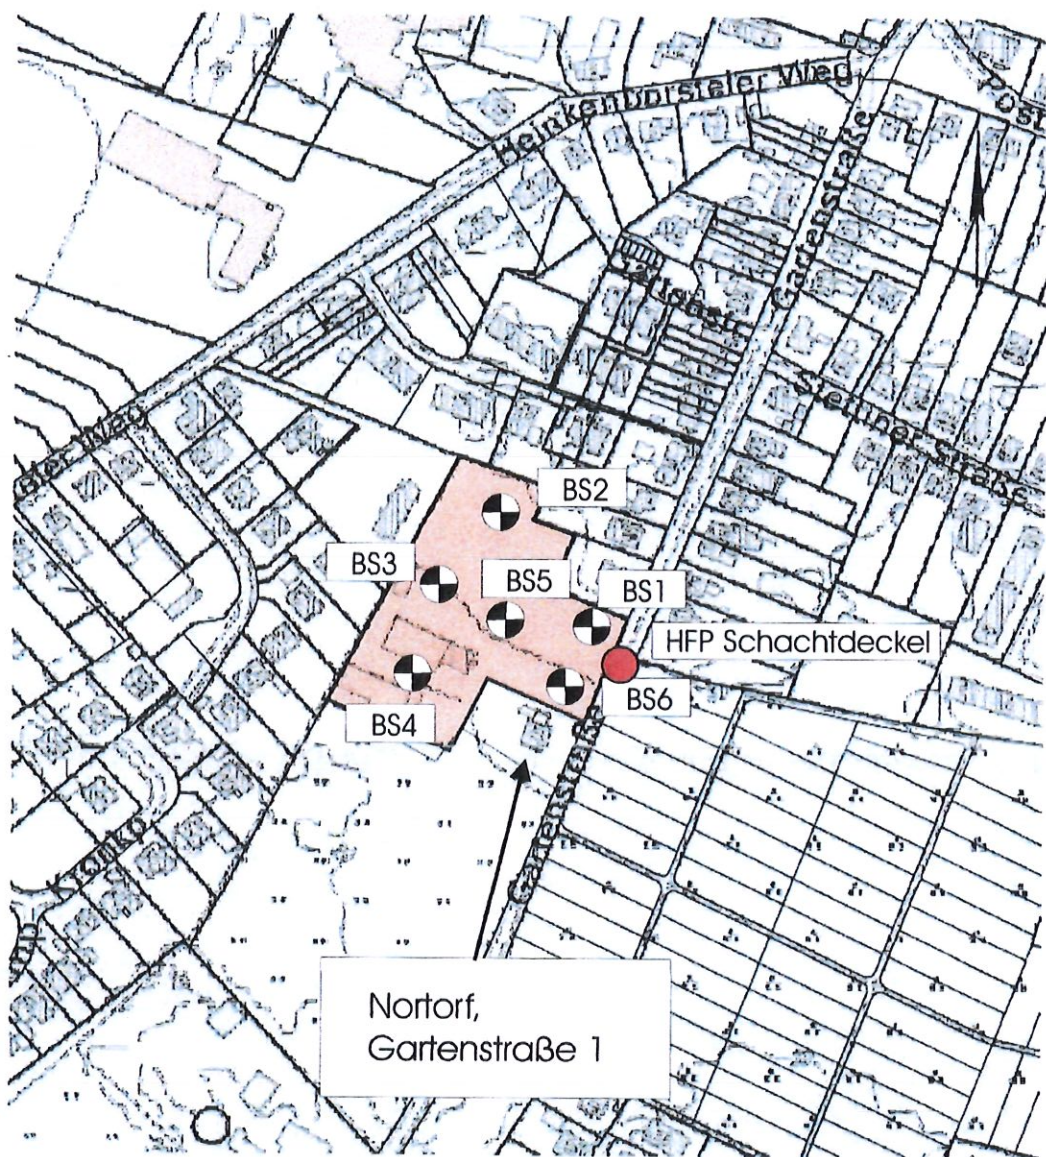 Heinkenborsteler Weg
Gartenstraße
Stettiner Straße
BS2
BS3
BS5
BS1
HFP Schachtdeckel
BS6
BS4
Gartenstraße
Nortorf,
Gartenstraße 1